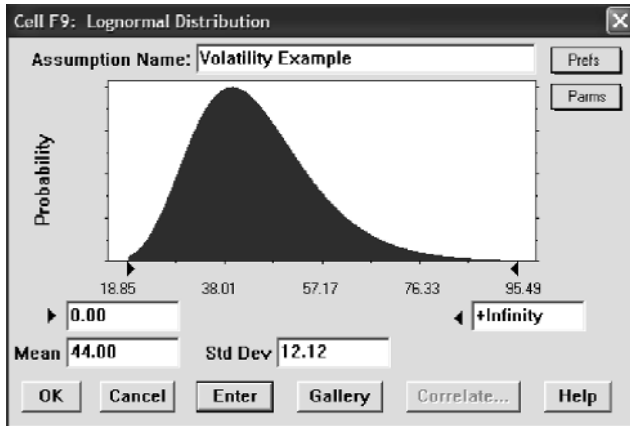 Cell F9: Lognormal Distribution
Assumption Name: Volatility Example
Prefs
Parms
Probability
18.85 38.01 57.17 76.33 95.49
0.00 +Infinity
Mean 44.00 Std Dev 12.12
OK Cancel Enter Gallery Correlate... Help